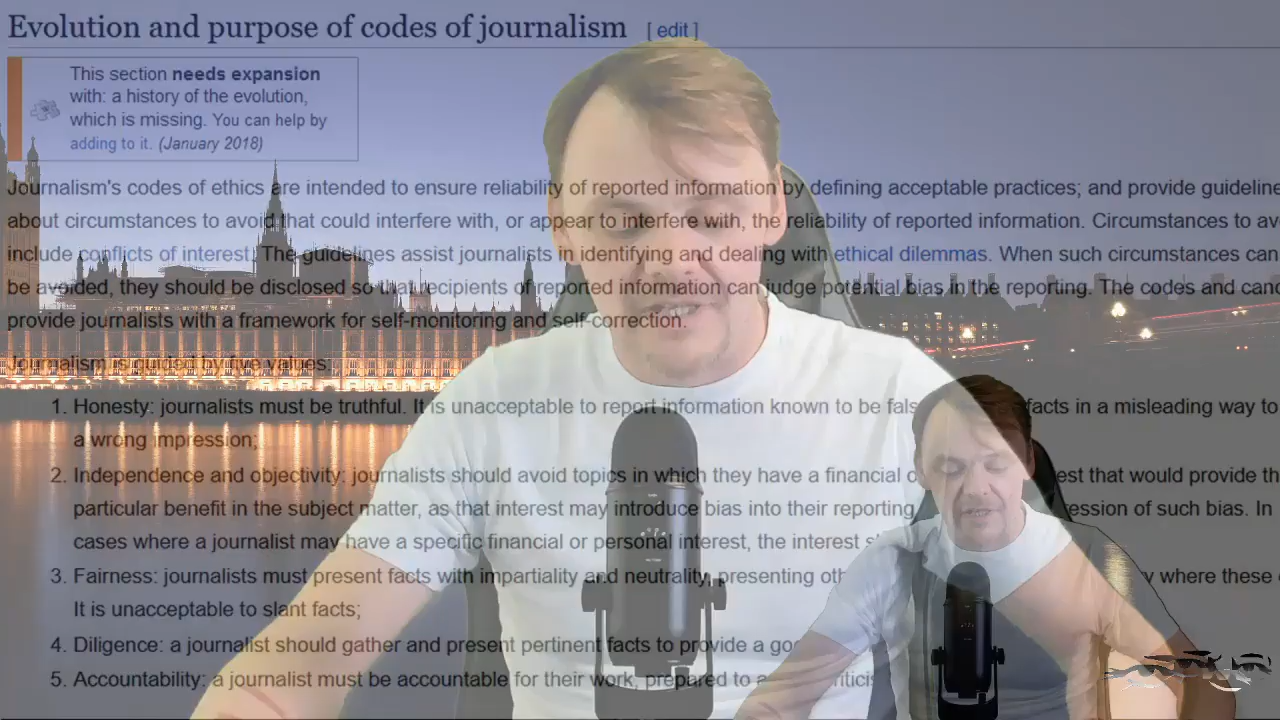 Evolution and purpose of codes of journalism [ edit ]
This section needs expansion
with: a history of the evolution,
which is missing. You can help by
adding to it. (January 2018)
Journalism's codes of ethics are intended to ensure reliability of reported information by defining acceptable practices; and provide guideline
about circumstances to avoid that could interfere with, or appear to interfere with, the reliability of reported information. Circumstances to av
include conflicts of interest. The guidelines assist journalists in identifying and dealing with ethical dilemmas. When such circumstances can
be avoided, they should be disclosed so that recipients of reported information can judge potential bias in the reporting. The codes and cano
provide journalists with a framework for self-monitoring and self-correction.
Journalism is guided by five values:
1. Honesty: journalists must be truthful. It is unacceptable to report information known to be fals facts in a misleading way to
a wrong impression;
2. Independence and objectivity: journalists should avoid topics in which they have a financial o est that would provide th
particular benefit in the subject matter, as that interest may introduce bias into their reporting, ession of such bias. In
cases where a journalist may have a specific financial or personal interest, the interest s
3. Fairness: journalists must present facts with impartiality and neutrality, presenting oth y where these
It is unacceptable to slant facts;
4. Diligence: a journalist should gather and present pertinent facts to provide a go
5. Accountability: a journalist must be accountable for their work, prepared to a riticis